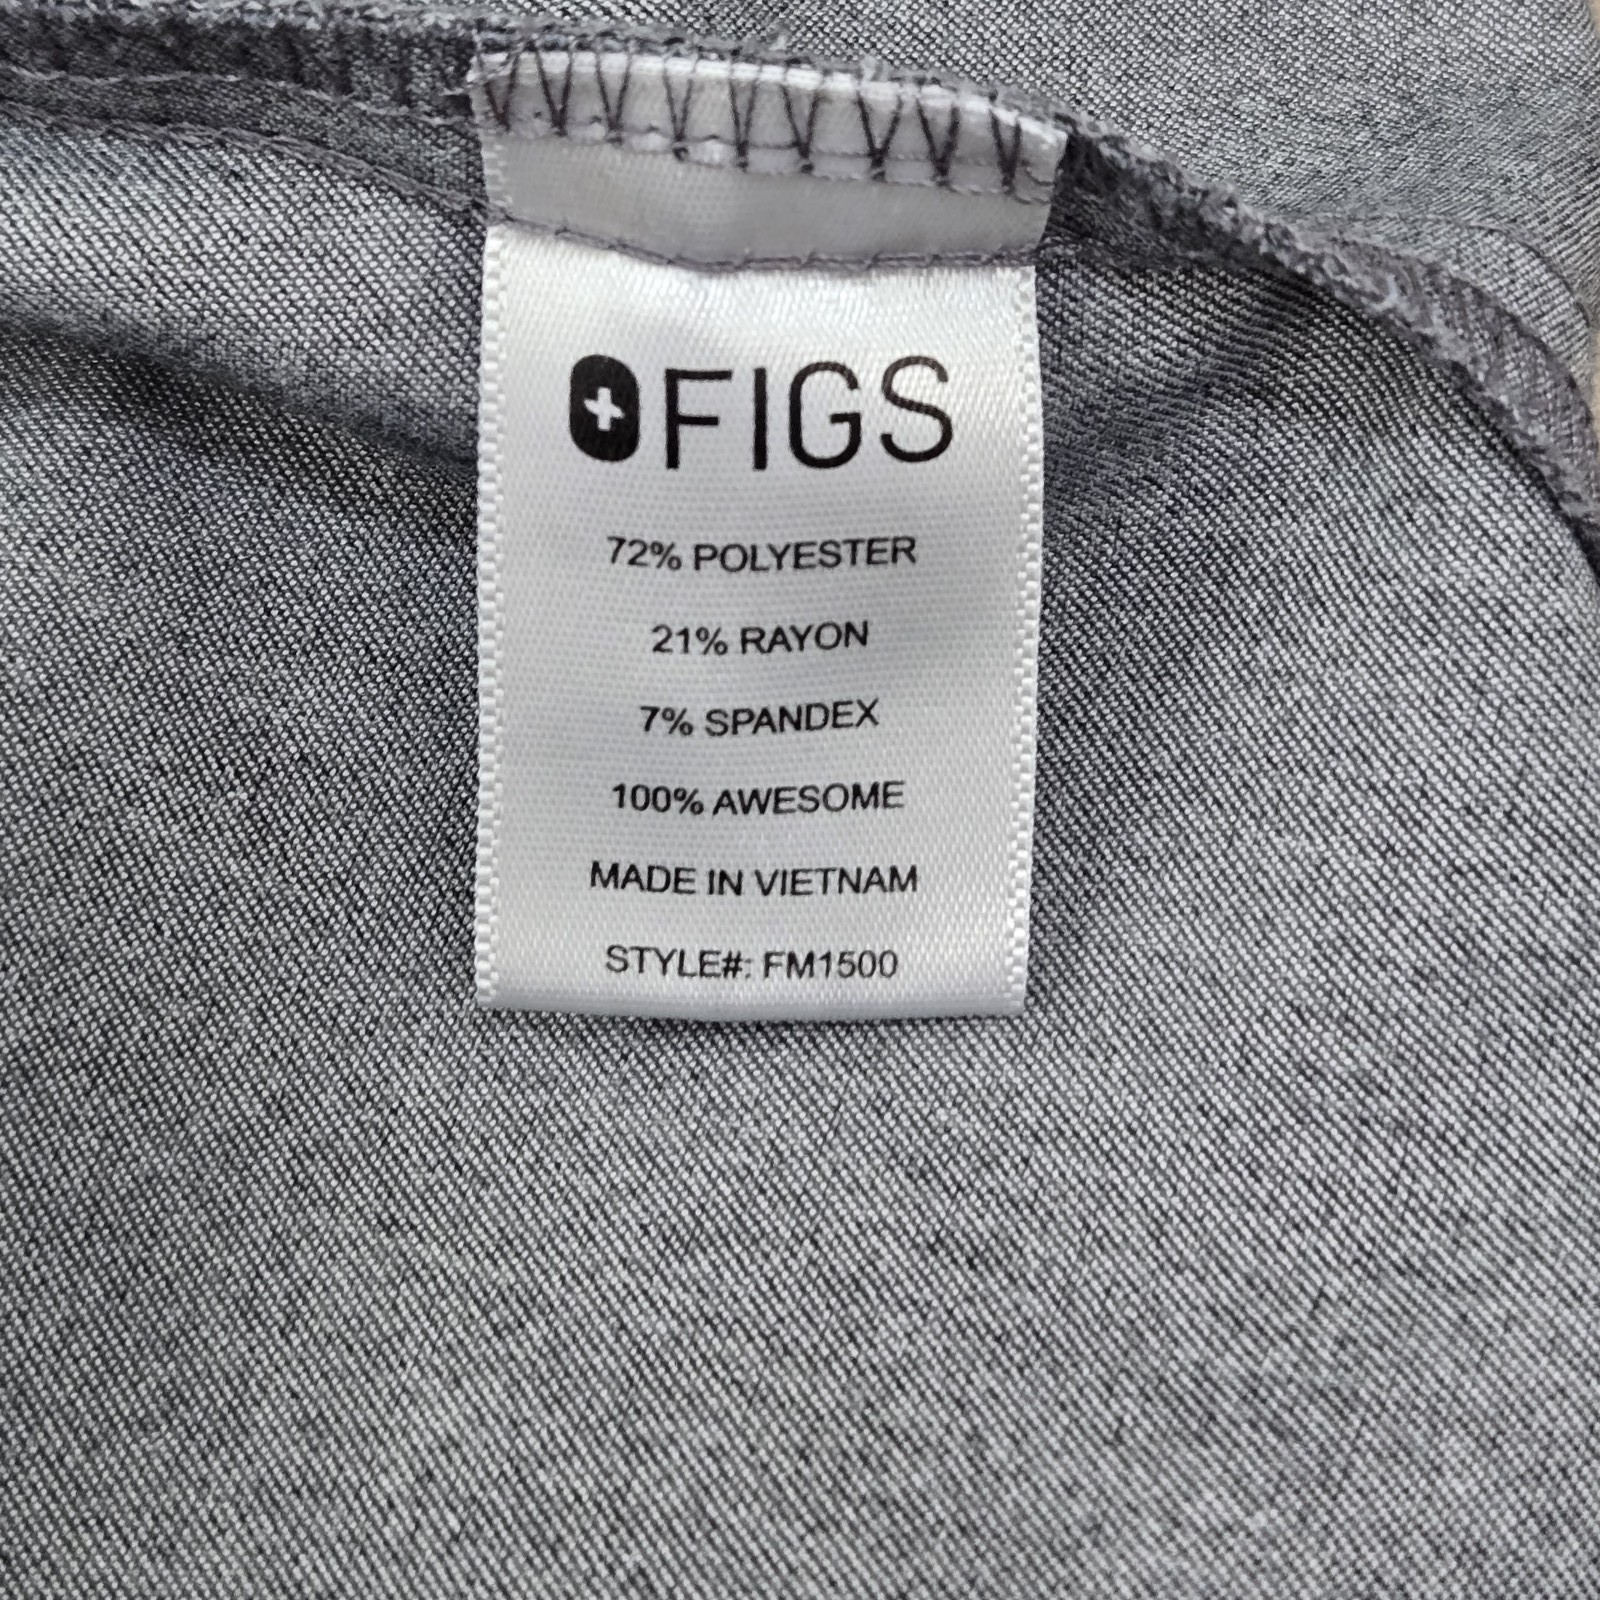 FIGS
72% POLYESTER
21% RAYON
7% SPANDEX
100% AWESOME
MADE IN VIETNAM
STYLE#: FM1500